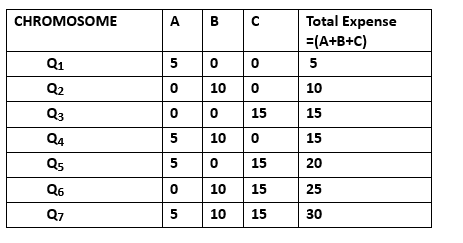 CHROMOSOME A B C Total Expense
=(A+B+C)
Q1 5 0 0 5
Q2 0 10 0 10
Q3 0 0 15 15
Q4 5 10 0 15
Q5 5 0 15 20
Q6 0 10 15 25
Q7 5 10 15 30